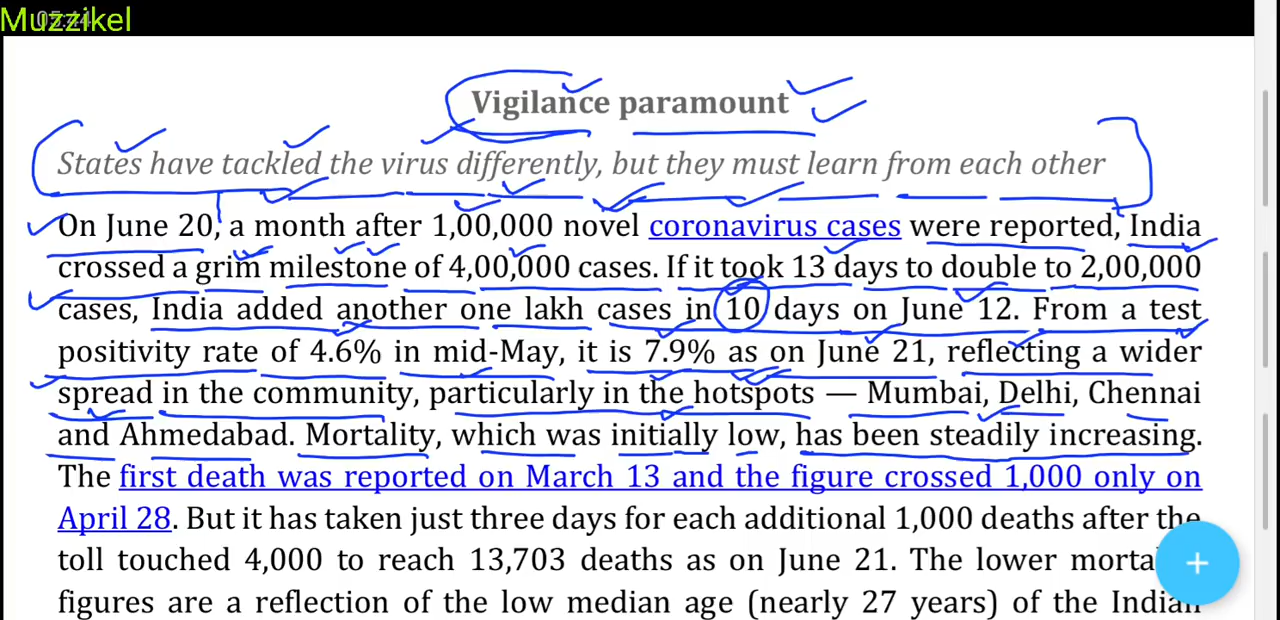 Muzzikel
Vigilance paramount
States have tackled the virus differently, but they must learn from each other
On June 20, a month after 1,00,000 novel coronavirus cases were reported, India
crossed a grim milestone of 4,00,000 cases. If it took 13 days to double to 2,00,000
cases, India added another one lakh cases in 10 days on June 12. From a test
positivity rate of 4.6% in mid-May, it is 7.9% as on June 21, reflecting a wider
spread in the community, particularly in the hotspots — Mumbai, Delhi, Chennai
and Ahmedabad. Mortality, which was initially low, has been steadily increasing.
The first death was reported on March 13 and the figure crossed 1,000 only on
April 28. But it has taken just three days for each additional 1,000 deaths after the
toll touched 4,000 to reach 13,703 deaths as on June 21. The lower
figures are a reflection of the low median age (nearly 27 years) of the Indian